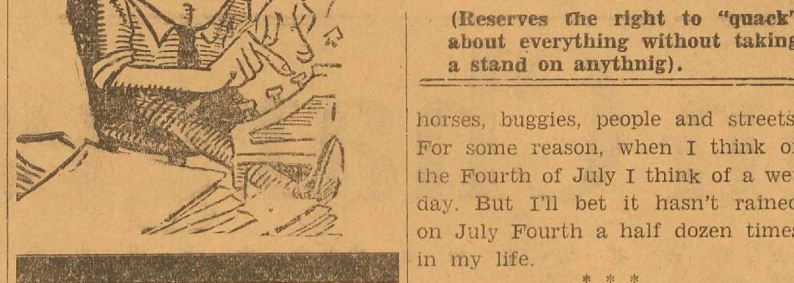 (Reserves the right to "quack"
about everything without taking
a stand on anythnig).
horses, buggies, people and streets
For some reason, when I think of
the Fourth of July I think of a wet
day. But I'll bet it hasn't rained
on July Fourth a half dozen times
in my life.
* * *